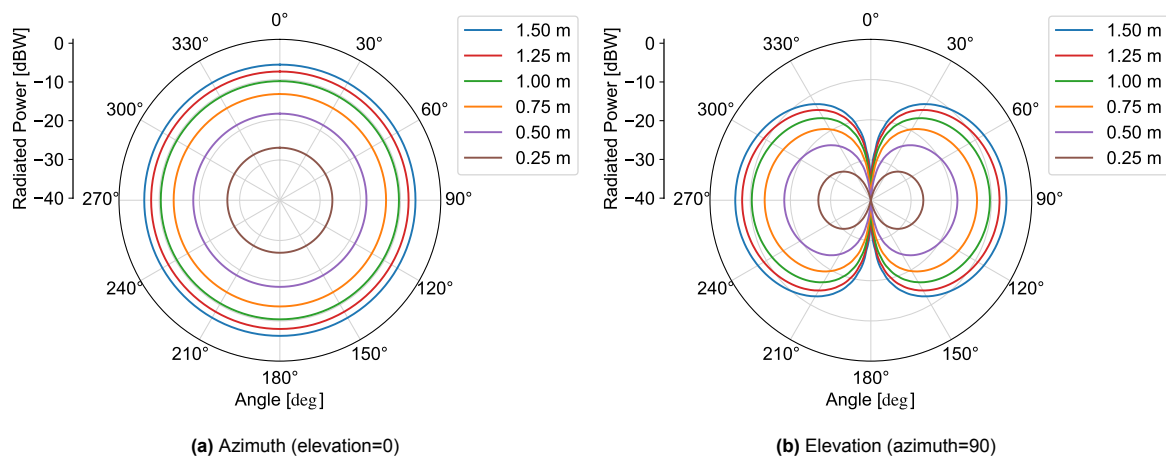 0°
30°
60°
90°
120°
150°
180°
210°
240°
270°
300°
330°
0
−10
−20
−30
−40
Radiated Power [dBW]
Angle [deg]
1.50 m
1.25 m
1.00 m
0.75 m
0.50 m
0.25 m
(a) Azimuth (elevation=0)
0°
30°
60°
90°
120°
150°
180°
210°
240°
270°
300°
330°
0
−10
−20
−30
−40
Radiated Power [dBW]
Angle [deg]
1.50 m
1.25 m
1.00 m
0.75 m
0.50 m
0.25 m
(b) Elevation (azimuth=90)